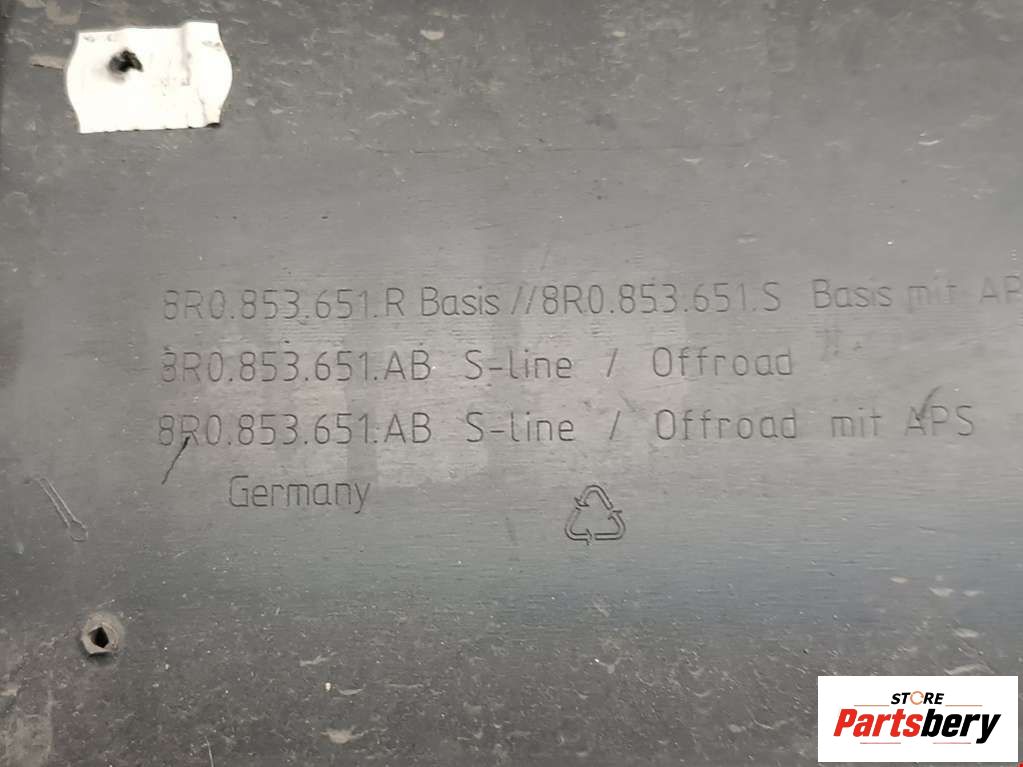 8R0.853.651.R Basis // 8R0.853.651.S Basis mit AP
8R0.853.651.AB S-line / Offroad
8R0.853.651.AB S-line / Offroad mit APS
Germany
STORE
Partsbery